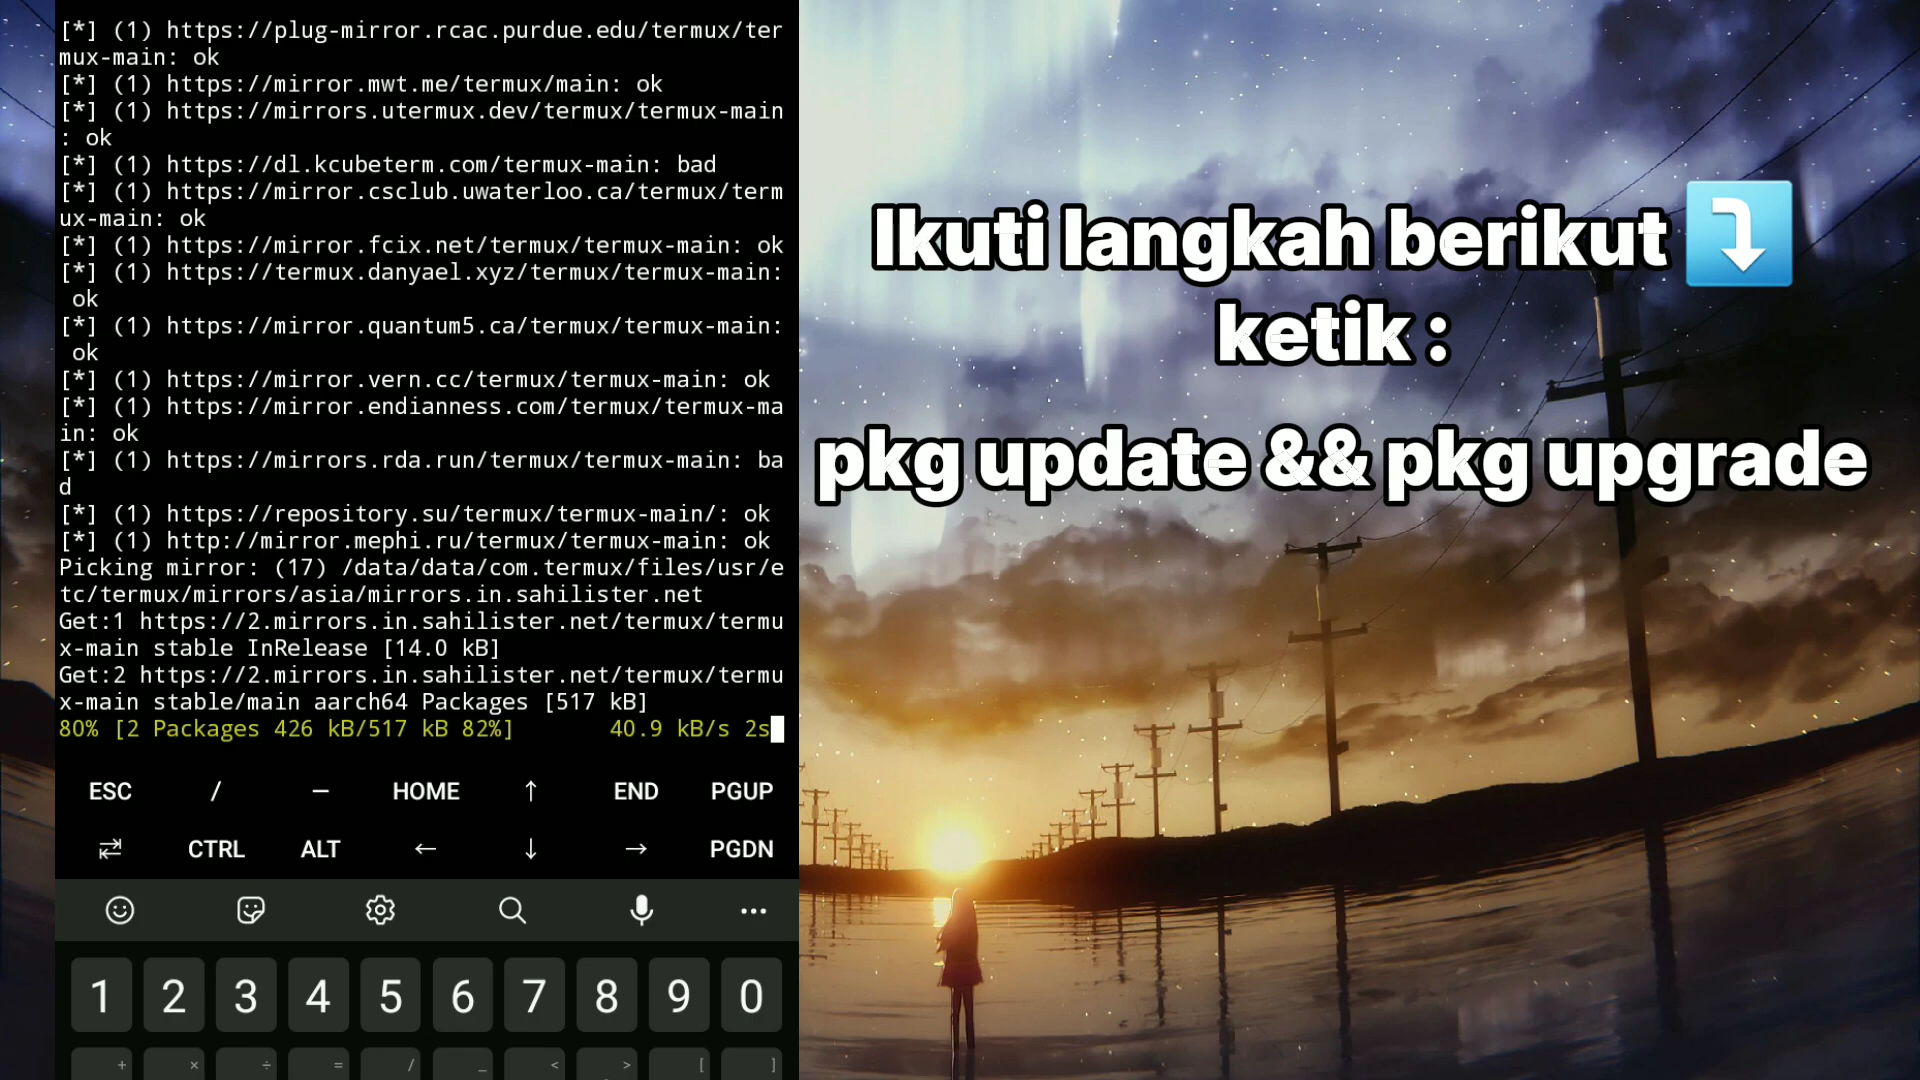 [*] (1) https://plug-mirror.rcac.purdue.edu/termux/ter
mux-main: ok
[*] (1) https://mirror.mwt.me/termux/main: ok
[*] (1) https://mirrors.utermux.dev/termux/termux-main
: ok
[*] (1) https://dl.kcubeterm.com/termux-main: bad
[*] (1) https://mirror.csclub.uwaterloo.ca/termux/term
ux-main: ok
[*] (1) https://mirror.fcix.net/termux/termux-main: ok
[*] (1) https://termux.danyael.xyz/termux/termux-main:
ok
[*] (1) https://mirror.quantum5.ca/termux/termux-main:
ok
[*] (1) https://mirror.vern.cc/termux/termux-main: ok
[*] (1) https://mirror.endianness.com/termux/termux-ma
in: ok
[*] (1) https://mirrors.rda.run/termux/termux-main: ba
d
[*] (1) https://repository.su/termux/termux-main/: ok
[*] (1) http://mirror.mephi.ru/termux/termux-main: ok
Picking mirror: (17) /data/data/com.termux/files/usr/e
tc/termux/mirrors/asia/mirrors.in.sahilister.net
Get:1 https://2.mirrors.in.sahilister.net/termux/termu
x-main stable InRelease [14.0 kB]
Get:2 https://2.mirrors.in.sahilister.net/termux/termu
x-main stable/main aarch64 Packages [517 kB]
80% [2 Packages 426 kB/517 kB 82%] 40.9 kB/s 2s
ESC / — HOME ↑ END PGUP
⇄ CTRL ALT ← ↓ → PGDN
1 2 3 4 5 6 7 8 9 0
+ × ÷ = / _ < > [ ]
Ikuti langkah berikut ⤵
ketik :
pkg update && pkg upgrade